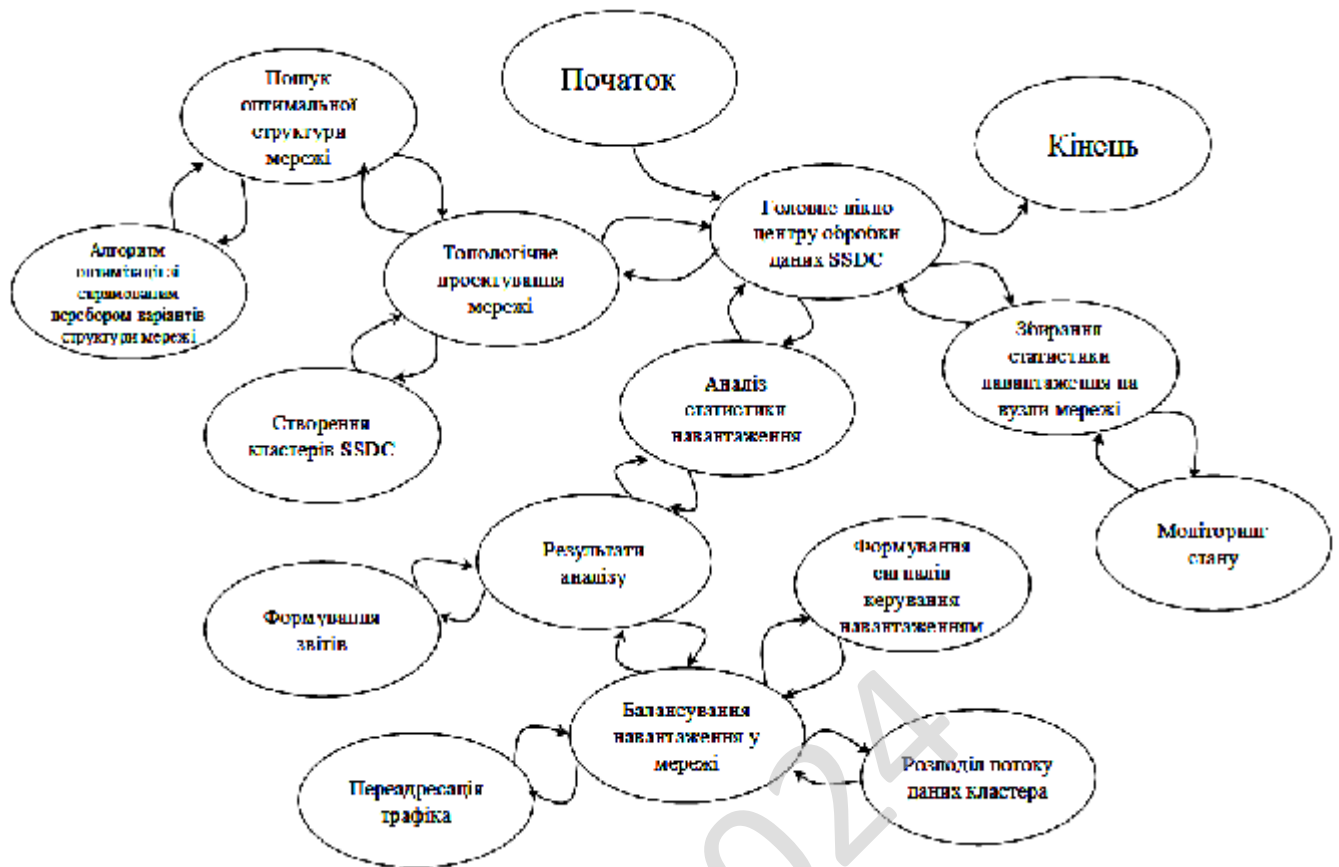 Початок
Пошук
оптимальної
структури
мережі
Кінець
Головне вікно
центру обробки
даних SSDC
Топологічне
проектування
мережі
Алгоритм
оптимізації зі
спрямованим
перебором варіантів
структури мережі
Збирання
статистики
навантаження на
вузли мережі
Аналіз
статистики
навантаження
Створення
кластерів SSDC
Моніторинг
стану
Результати
аналізу
Формування
сигналів
керування
навантаженням
Формування
звітів
Балансування
навантаження у
мережі
Розподіл потоку
даних кластера
Переадресація
трафіка
024